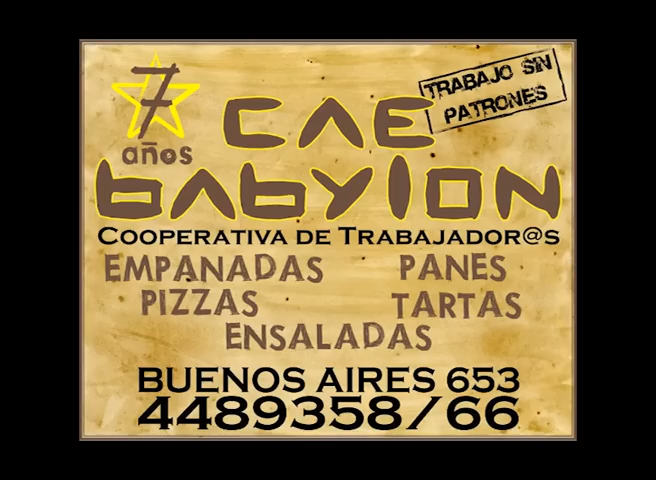 7
años
TRABAJO SIN
PATRONES
CAE
babylon
COOPERATIVA DE TRABAJADOR@S
EMPANADAS PANES
PIZZAS TARTAS
ENSALADAS
BUENOS AIRES 653
4489358/66